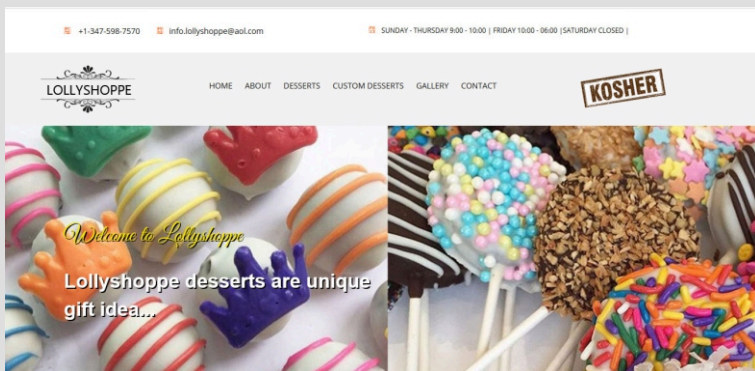 +1-347-598-7570 info.lollyshoppe@aol.com SUNDAY - THURSDAY 9:00 - 10:00 | FRIDAY 10:00 - 06:00 |SATURDAY CLOSED |
LOLLYSHOPPE HOME ABOUT DESSERTS CUSTOM DESSERTS GALLERY CONTACT KOSHER
Welcome to Lollyshoppe
Lollyshoppe desserts are unique
gift idea...